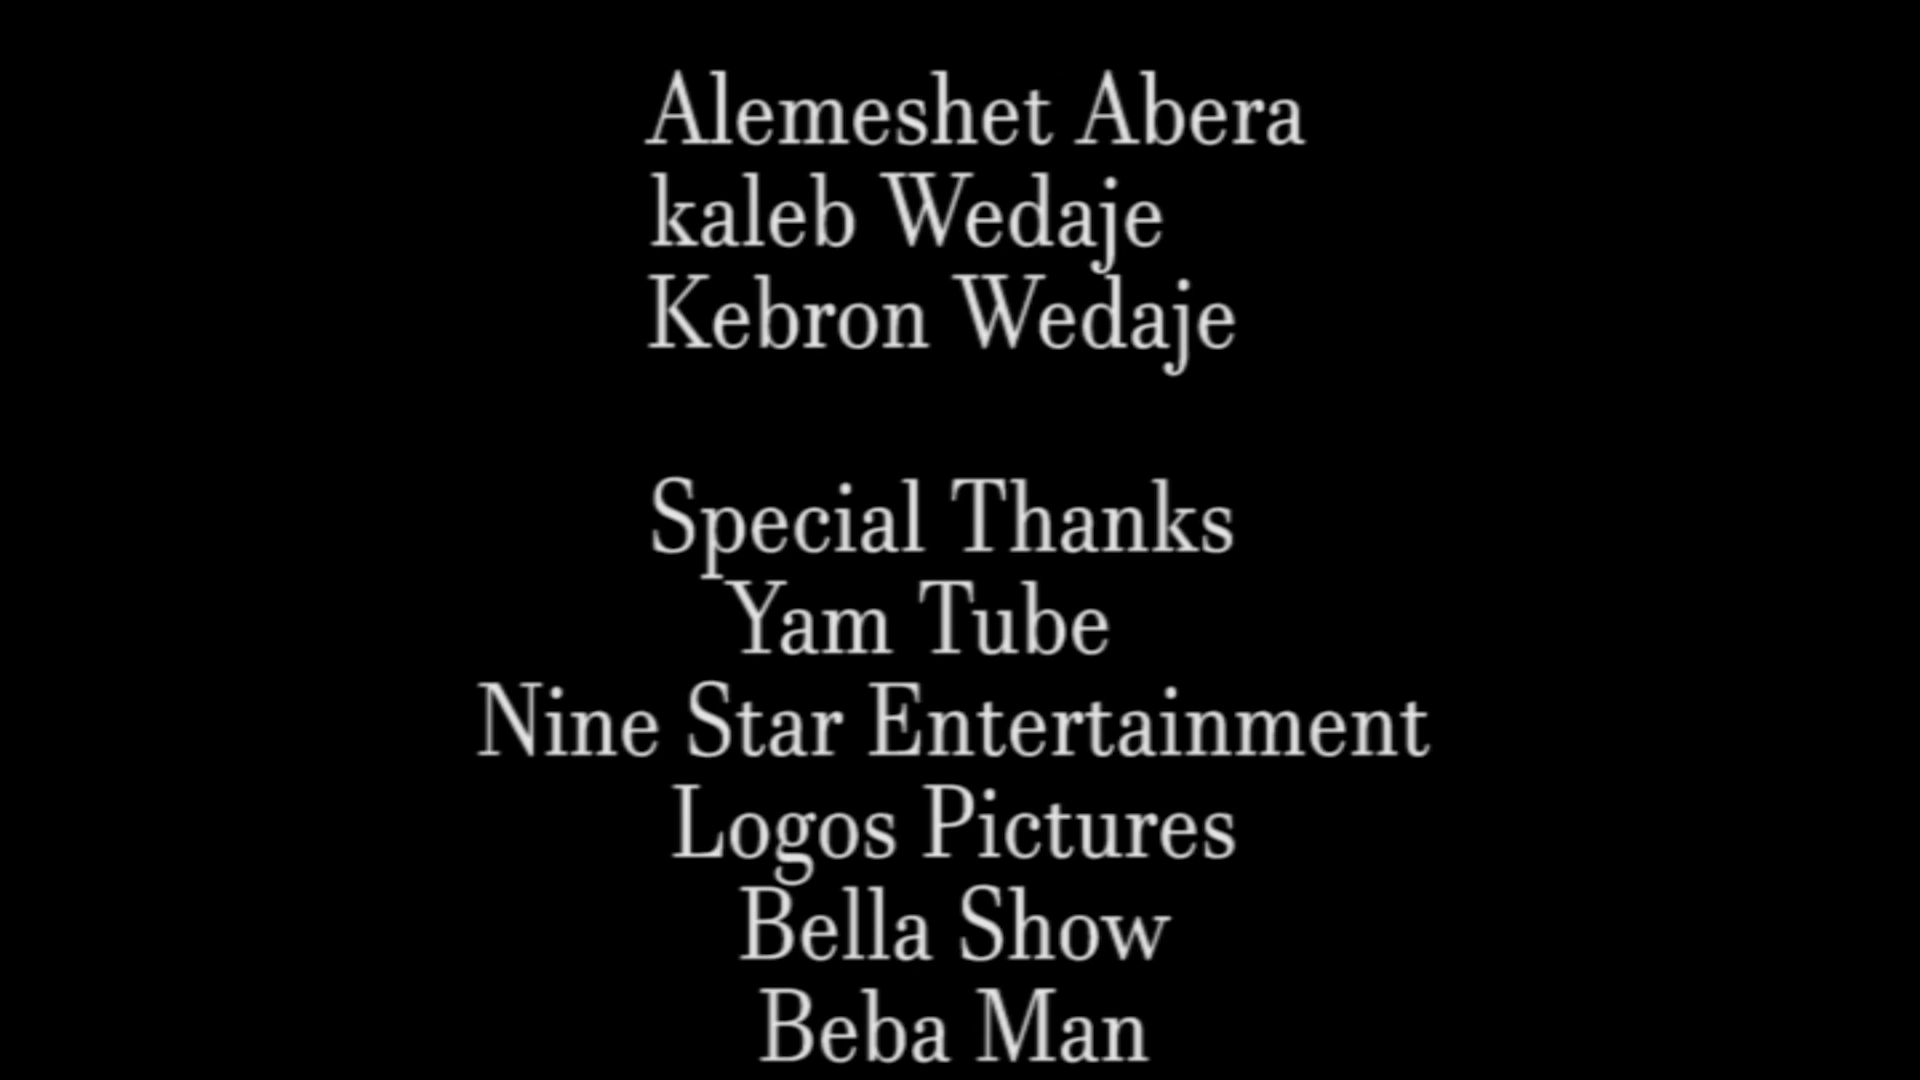 Alemeshet Abera
kaleb Wedaje
Kebron Wedaje
Special Thanks
Yam Tube
Nine Star Entertainment
Logos Pictures
Bella Show
Beba Man